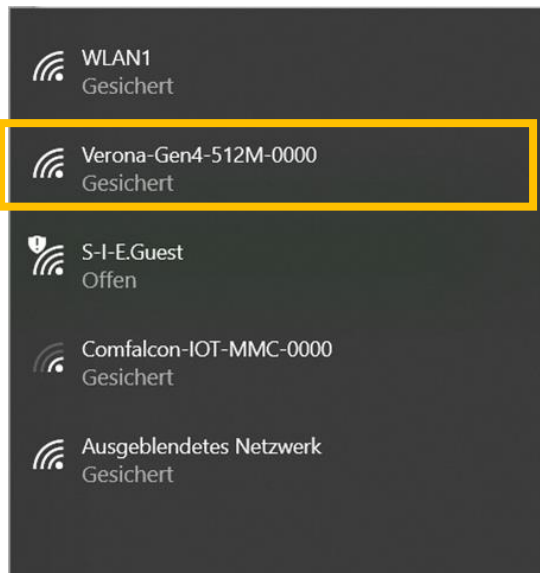 WLAN1
Gesichert
Verona-Gen4-512M-0000
Gesichert
S-I-E.Guest
Offen
Comfalcon-IOT-MMC-0000
Gesichert
Ausgeblendetes Netzwerk
Gesichert